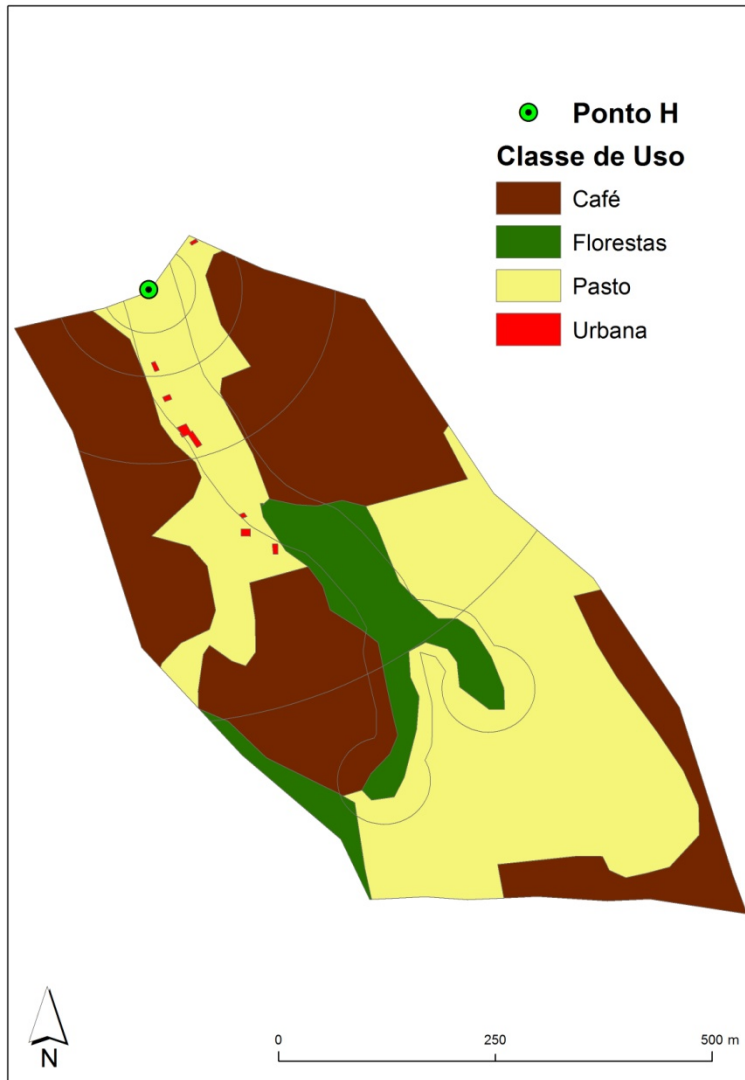 Ponto H
Classe de Uso
Café
Florestas
Pasto
Urbana
N
0 250 500 m